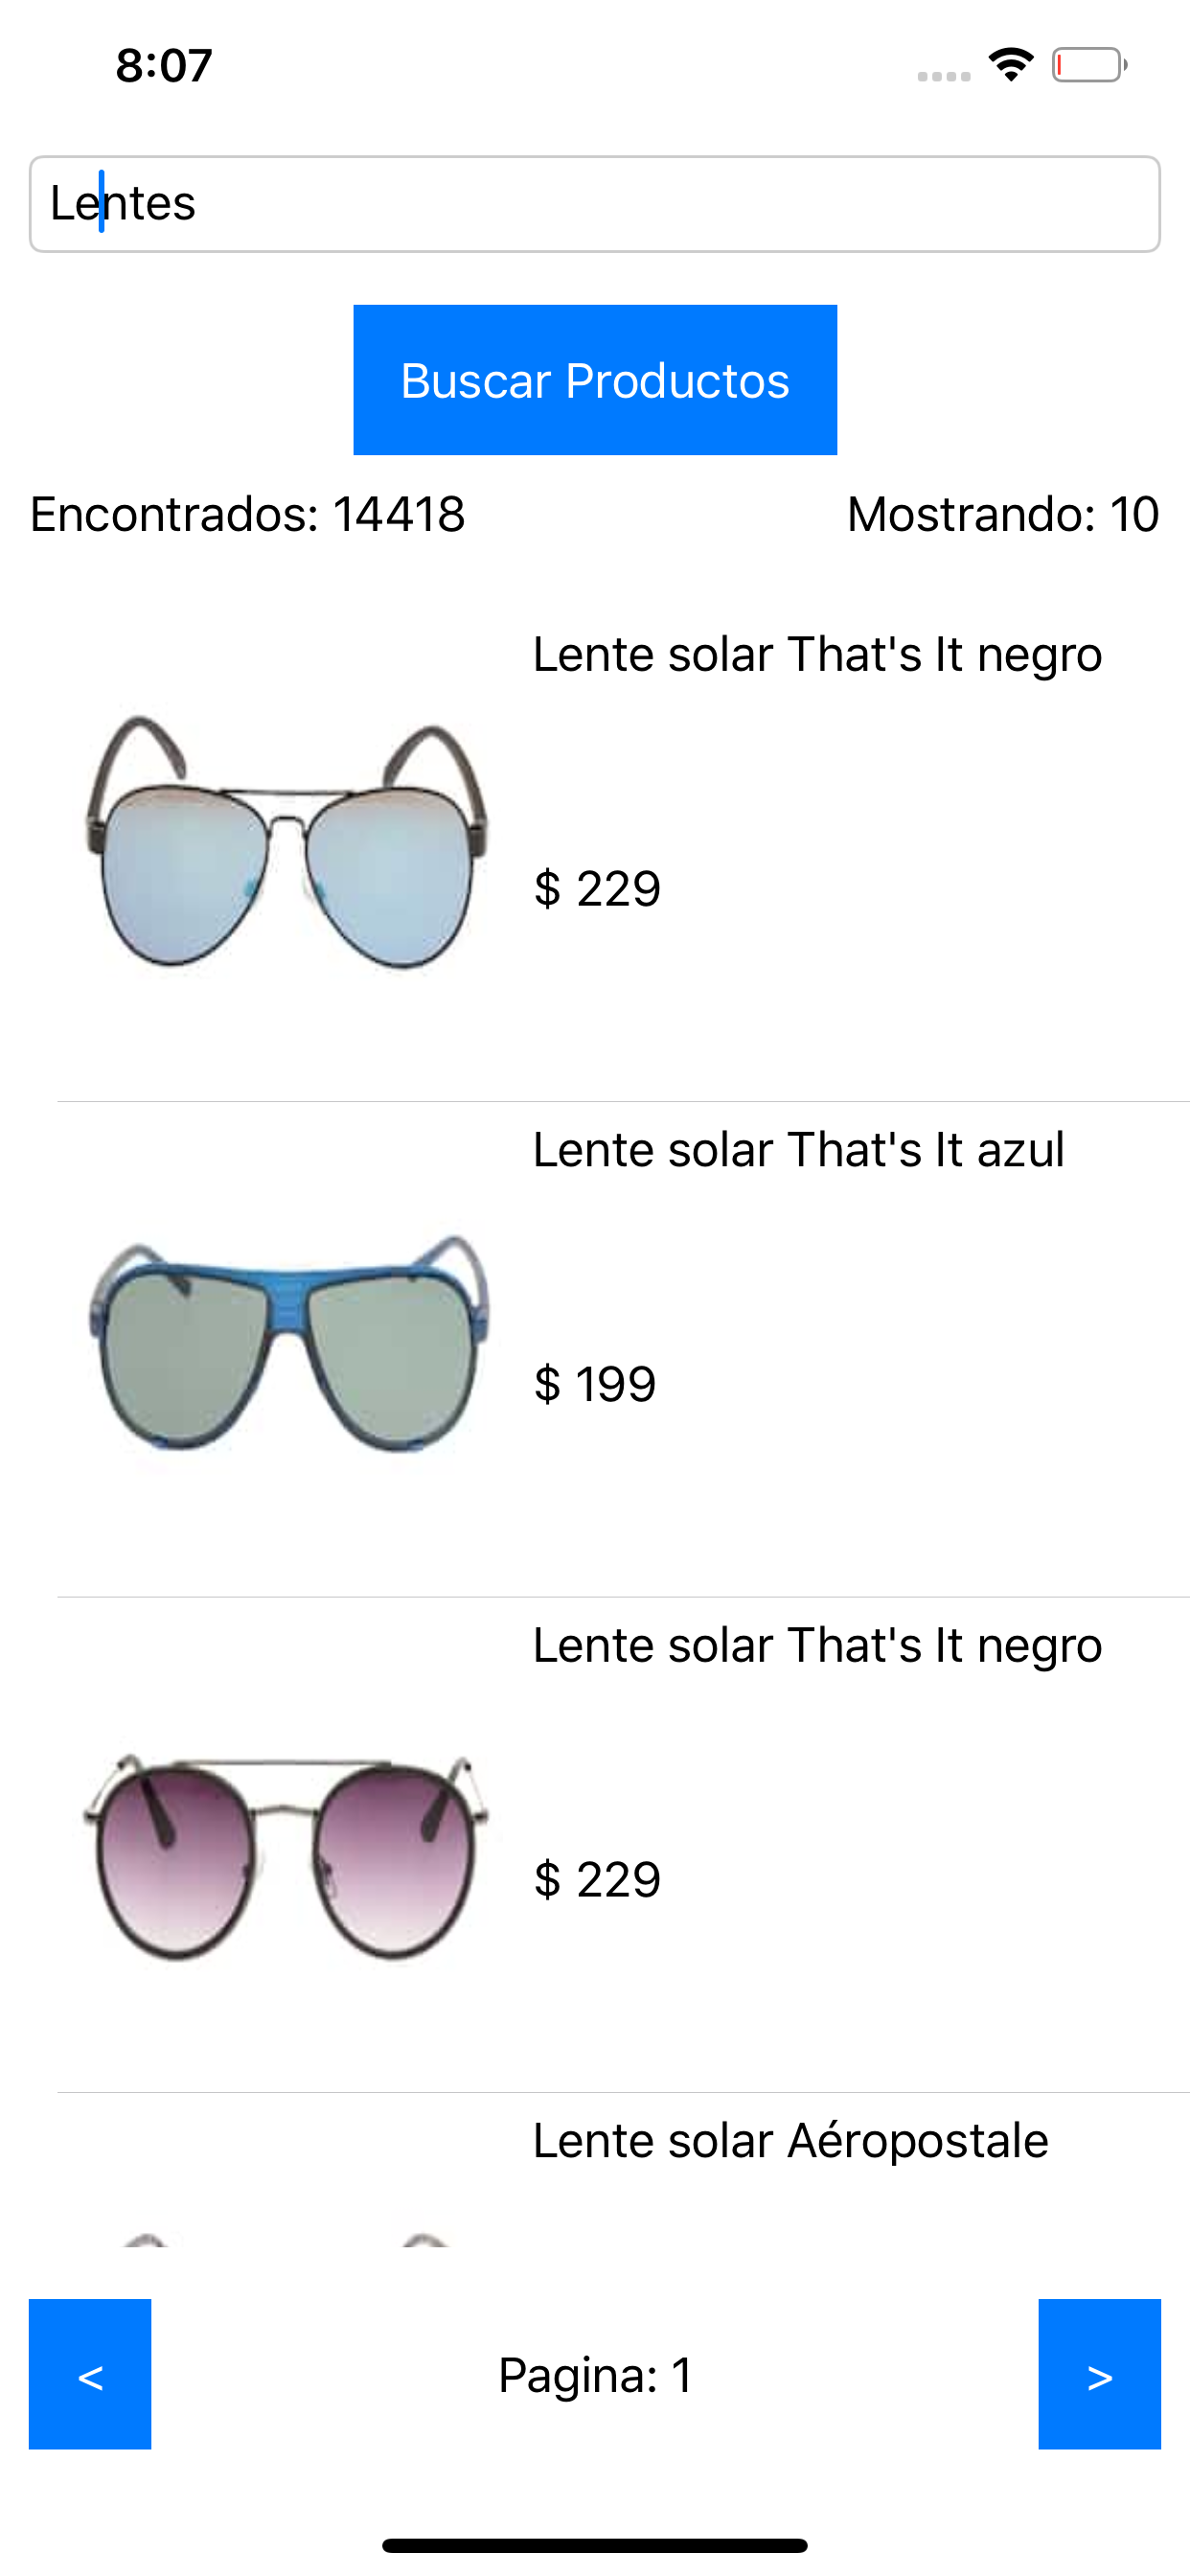 8:07
Lentes
Buscar Productos
Encontrados: 14418 Mostrando: 10
Lente solar That's It negro
$ 229
Lente solar That's It azul
$ 199
Lente solar That's It negro
$ 229
Lente solar Aéropostale
< Pagina: 1 >